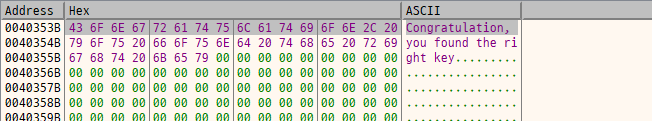 Address Hex ASCII
0040353B 43 6F 6E 67 72 61 74 75 6C 61 74 69 6F 6E 2C 20 Congratulation,
0040354B 79 6F 75 20 66 6F 75 6E 64 20 74 68 65 20 72 69 you found the ri
0040355B 67 68 74 20 6B 65 79 00 00 00 00 00 00 00 00 00 ght key.........
0040356B 00 00 00 00 00 00 00 00 00 00 00 00 00 00 00 00 ................
0040357B 00 00 00 00 00 00 00 00 00 00 00 00 00 00 00 00 ................
0040358B 00 00 00 00 00 00 00 00 00 00 00 00 00 00 00 00 ................
0040359B 00 00 00 00 00 00 00 00 00 00 00 00 00 00 00 00 ................